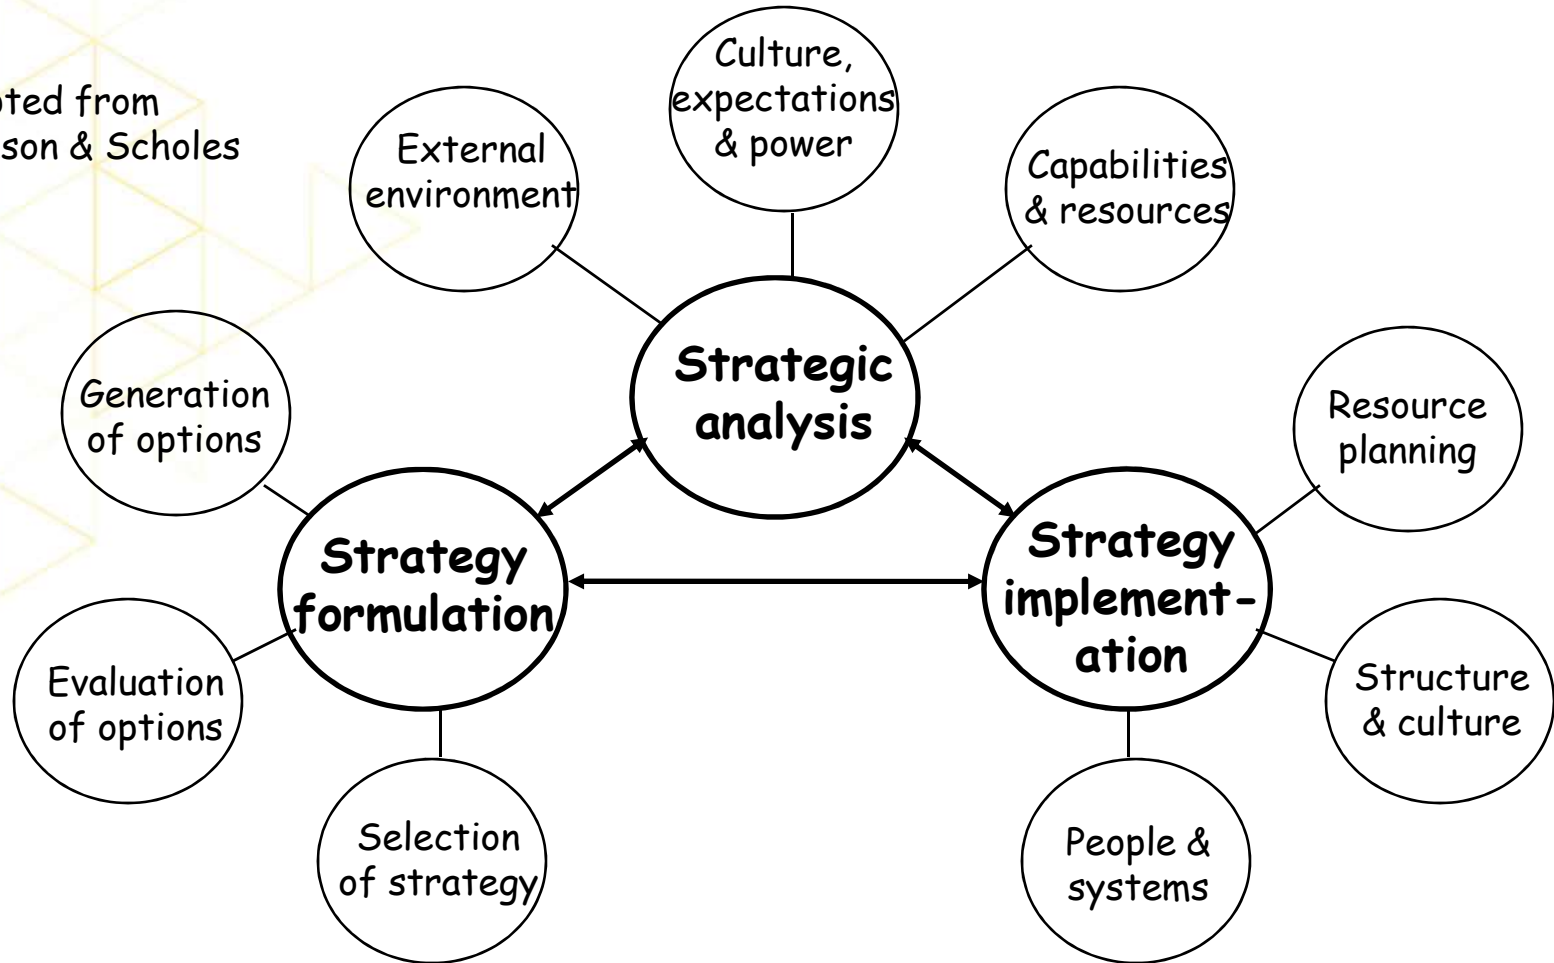 pted from
son & Scholes
Culture,
expectations
& power
External
environment
Capabilities
& resources
Strategic
analysis
Generation
of options
Resource
planning
Strategy
formulation
Strategy
implement-
ation
Evaluation
of options
Structure
& culture
Selection
of strategy
People &
systems